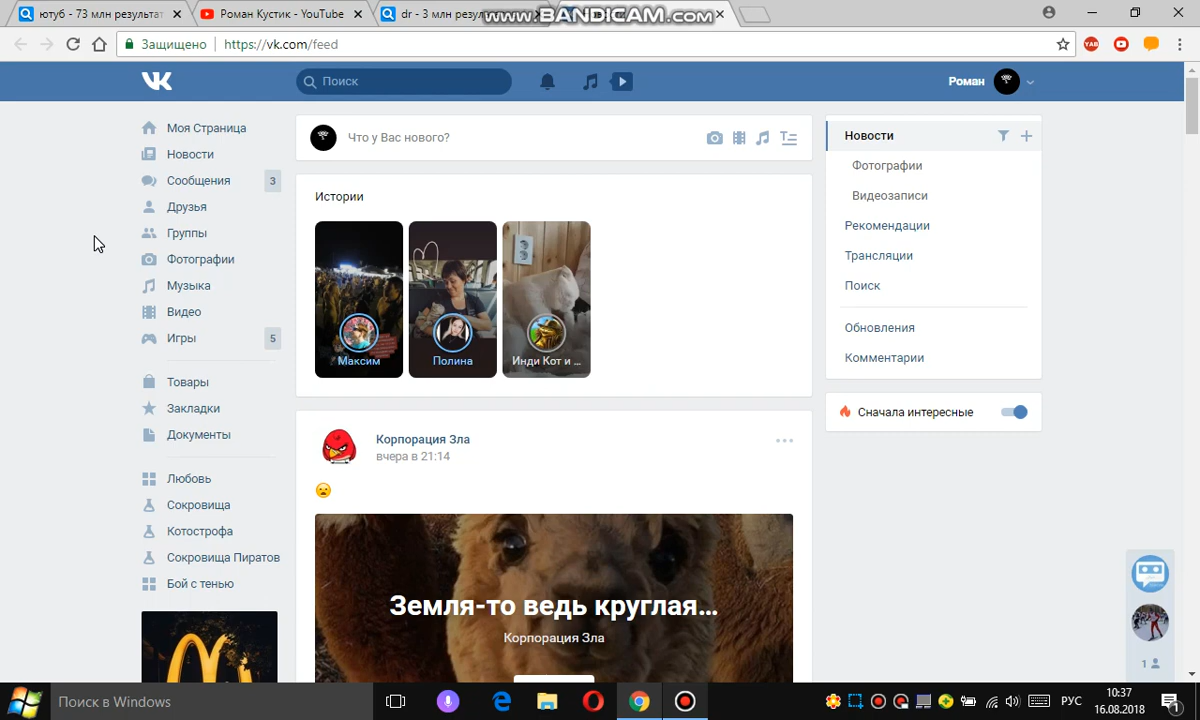 ютуб - 73 млн результат
Роман Кустик - YouTube
dr - 3 млн резул
www.BANDICAM.com
Защищено
https://vk.com/feed
YAB
Поиск
Роман
Моя Страница
Новости
Сообщения 3
Друзья
Группы
Фотографии
Музыка
Видео
Игры 5
Товары
Закладки
Документы
Любовь
Сокровища
Котострофа
Сокровища Пиратов
Бой с тенью
Что у Вас нового?
Истории
Максим
Полина
Инди Кот и ...
Корпорация Зла
вчера в 21:14
Земля-то ведь круглая...
Корпорация Зла
Новости
Фотографии
Видеозаписи
Рекомендации
Трансляции
Поиск
Обновления
Комментарии
Сначала интересные
1
Поиск в Windows
РУС
10:37
16.08.2018
1